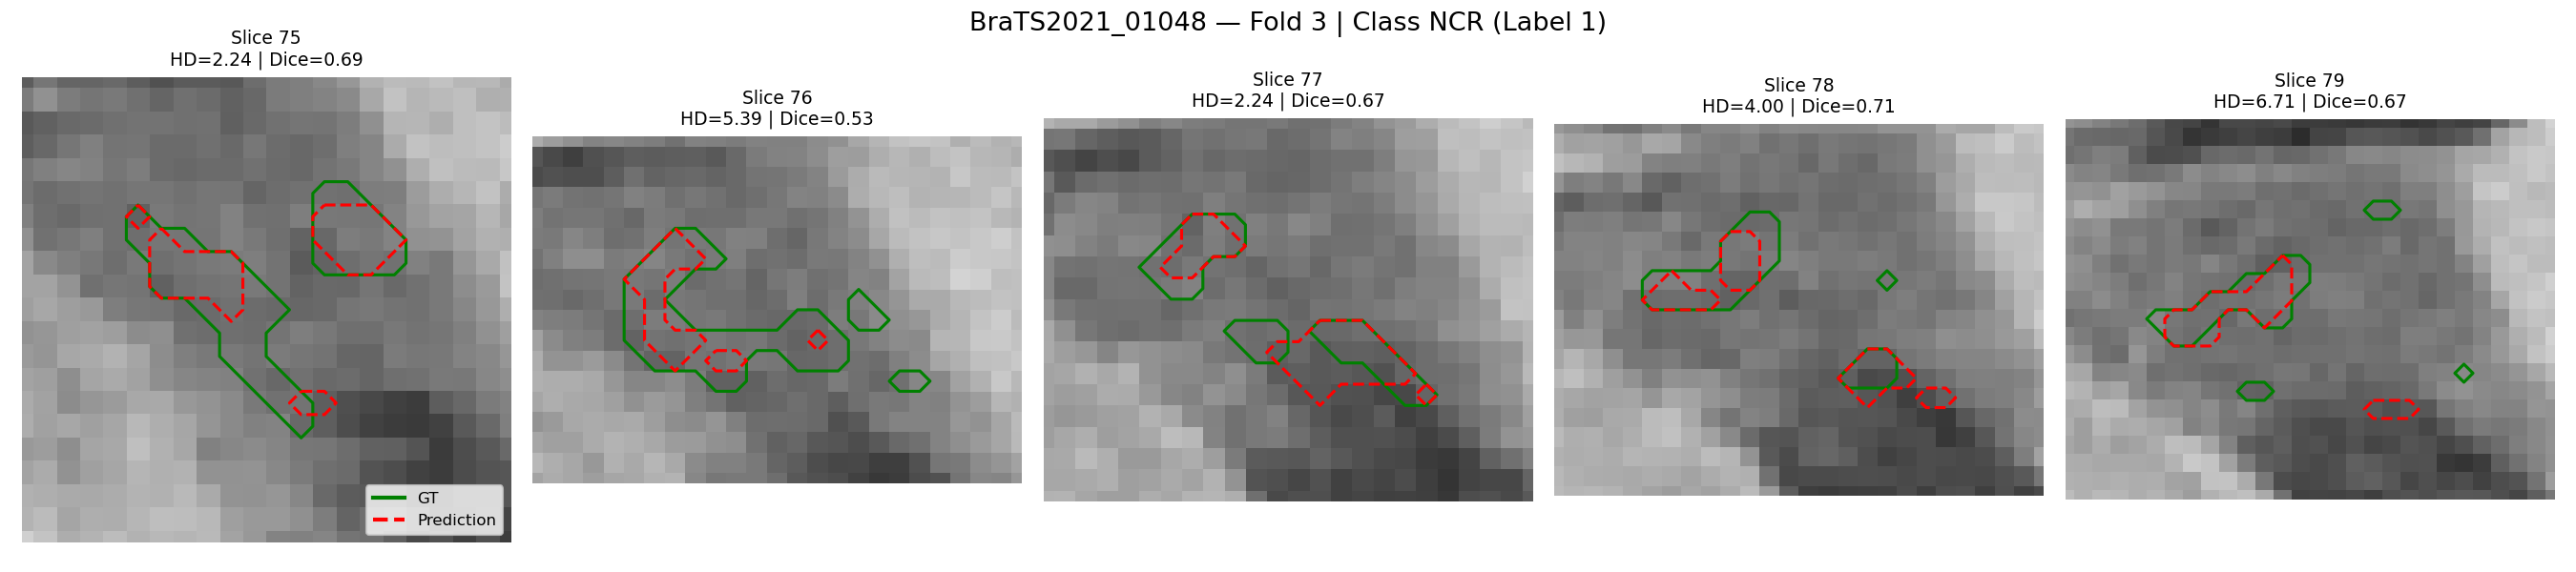 BraTS2021_01048 — Fold 3 | Class NCR (Label 1)
Slice 75
HD=2.24 | Dice=0.69
Slice 76
HD=5.39 | Dice=0.53
Slice 77
HD=2.24 | Dice=0.67
Slice 78
HD=4.00 | Dice=0.71
Slice 79
HD=6.71 | Dice=0.67
GT
Prediction